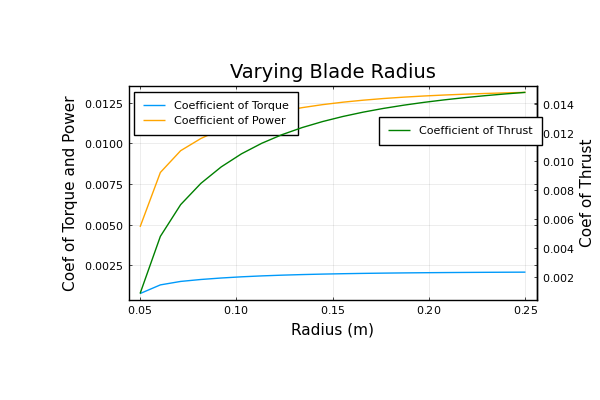 Varying Blade Radius
Coef of Torque and Power
0.0125
0.0100
0.0075
0.0050
0.0025
Coefficient of Torque
Coefficient of Power
Coefficient of Thrust
0.014
0.012
0.010
0.008
0.006
0.004
0.002
Coef of Thrust
0.05 0.10 0.15 0.20 0.25
Radius (m)